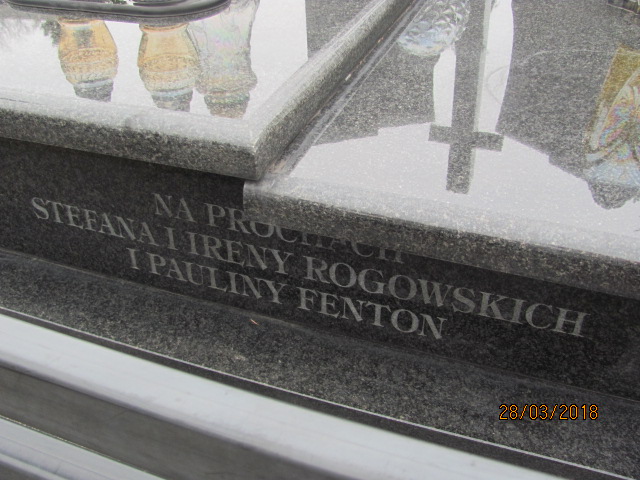 NA PROCHACH
STEFANA I IRENY ROGOWSKICH
I PAULINY FENTON
28/03/2018